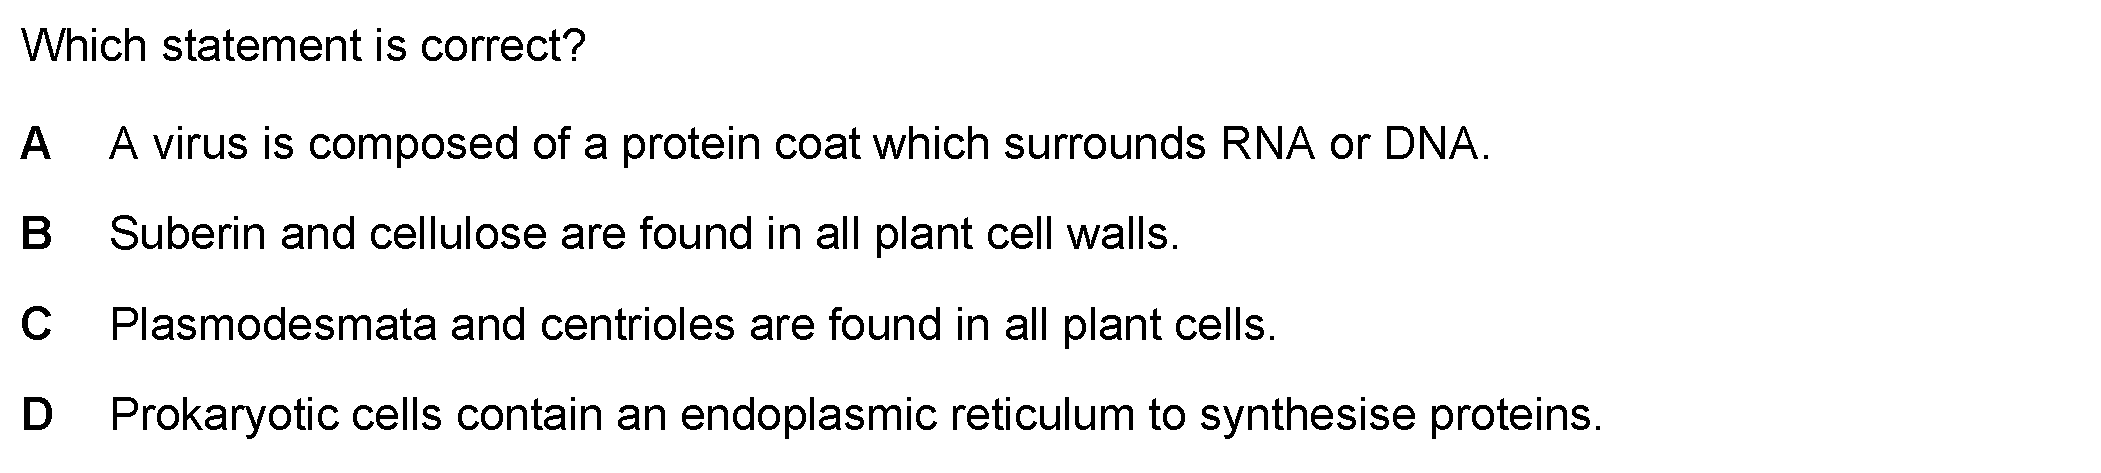 Which statement is correct?
A A virus is composed of a protein coat which surrounds RNA or DNA.
B Suberin and cellulose are found in all plant cell walls.
C Plasmodesmata and centrioles are found in all plant cells.
D Prokaryotic cells contain an endoplasmic reticulum to synthesise proteins.